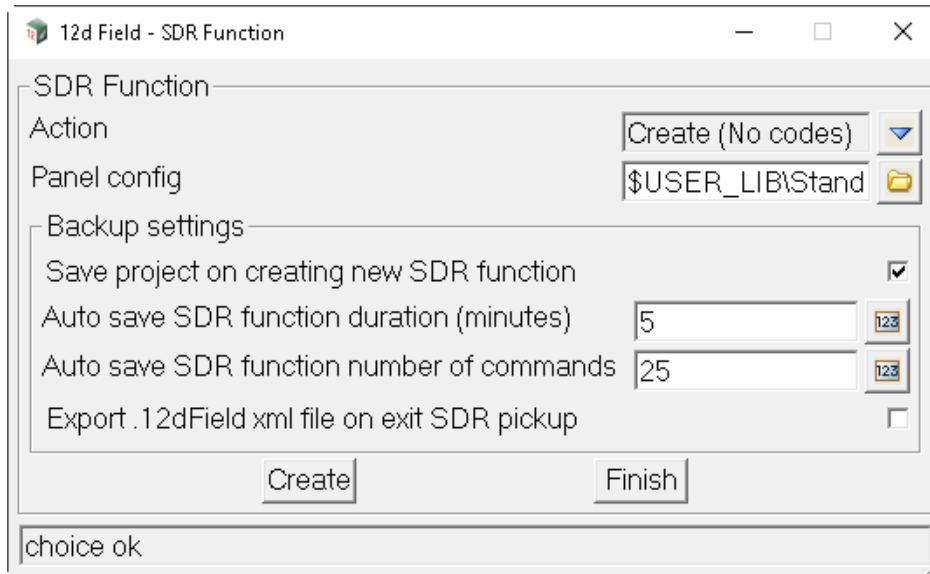 12d Field - SDR Function
SDR Function
Action
Create (No codes)
Panel config
$USER_LIB\Stand
Backup settings
Save project on creating new SDR function
Auto save SDR function duration (minutes)
5
123
Auto save SDR function number of commands
25
123
Export .12dField xml file on exit SDR pickup
Create
Finish
choice ok